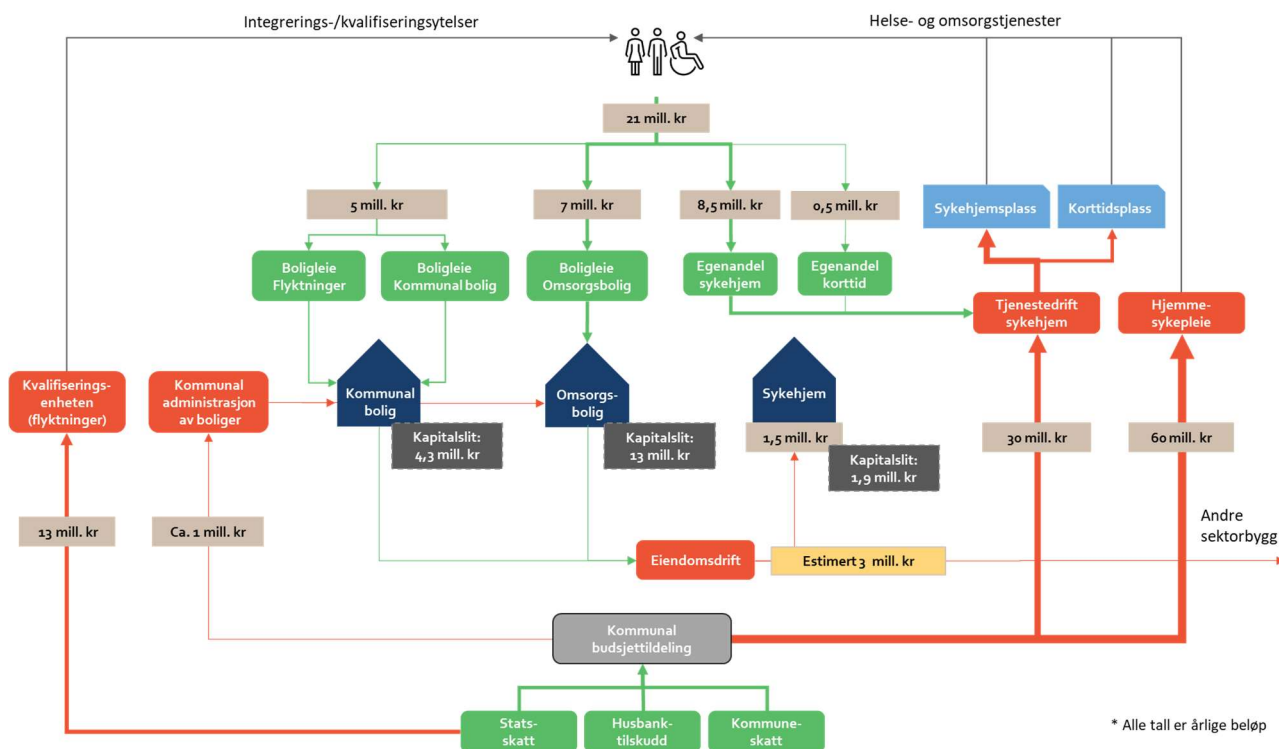 Integrerings-/kvalifiseringsytelser
Helse- og omsorgstjenester
21 mill. kr
5 mill. kr
7 mill. kr
8,5 mill. kr
0,5 mill. kr
Sykehjemsplass
Korttidsplass
Boligleie
Flyktninger
Boligleie
Kommunal bolig
Boligleie
Omsorgsbolig
Egenandel
sykehjem
Egenandel
korttid
Tjenestedrift
sykehjem
Hjemme-
sykepleie
Kvalifiserings-
enheten
(flyktninger)
Kommunal
administrasjon
av boliger
Kommunal
bolig
Omsorgs-
bolig
Sykehjem
Kapitalslit:
4,3 mill. kr
Kapitalslit:
13 mill. kr
1,5 mill. kr
Kapitalslit:
1,9 mill. kr
30 mill. kr
60 mill. kr
13 mill. kr
Ca. 1 mill. kr
Andre
sektorbygg
Eiendomsdrift
Estimert 3 mill. kr
Kommunal
budsjettildeling
Stats-
skatt
Husbank-
tilskudd
Kommune-
skatt
* Alle tall er årlige beløp